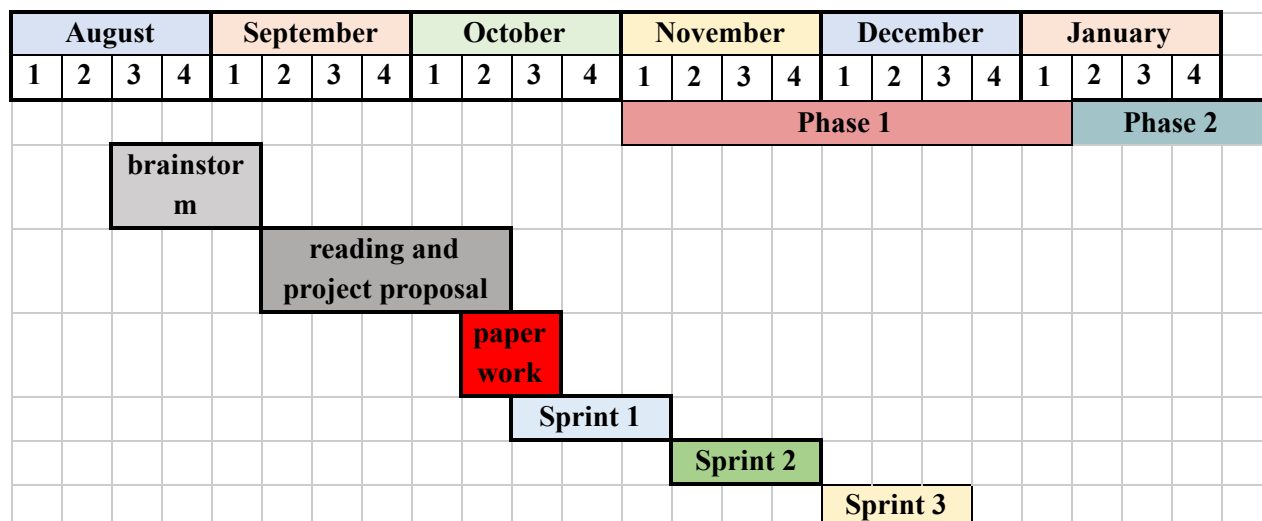 August September October November December January
1 2 3 4 1 2 3 4 1 2 3 4 1 2 3 4 1 2 3 4 1 2 3 4
Phase 1 Phase 2
brainstor
m
reading and
project proposal
paper
work
Sprint 1
Sprint 2
Sprint 3